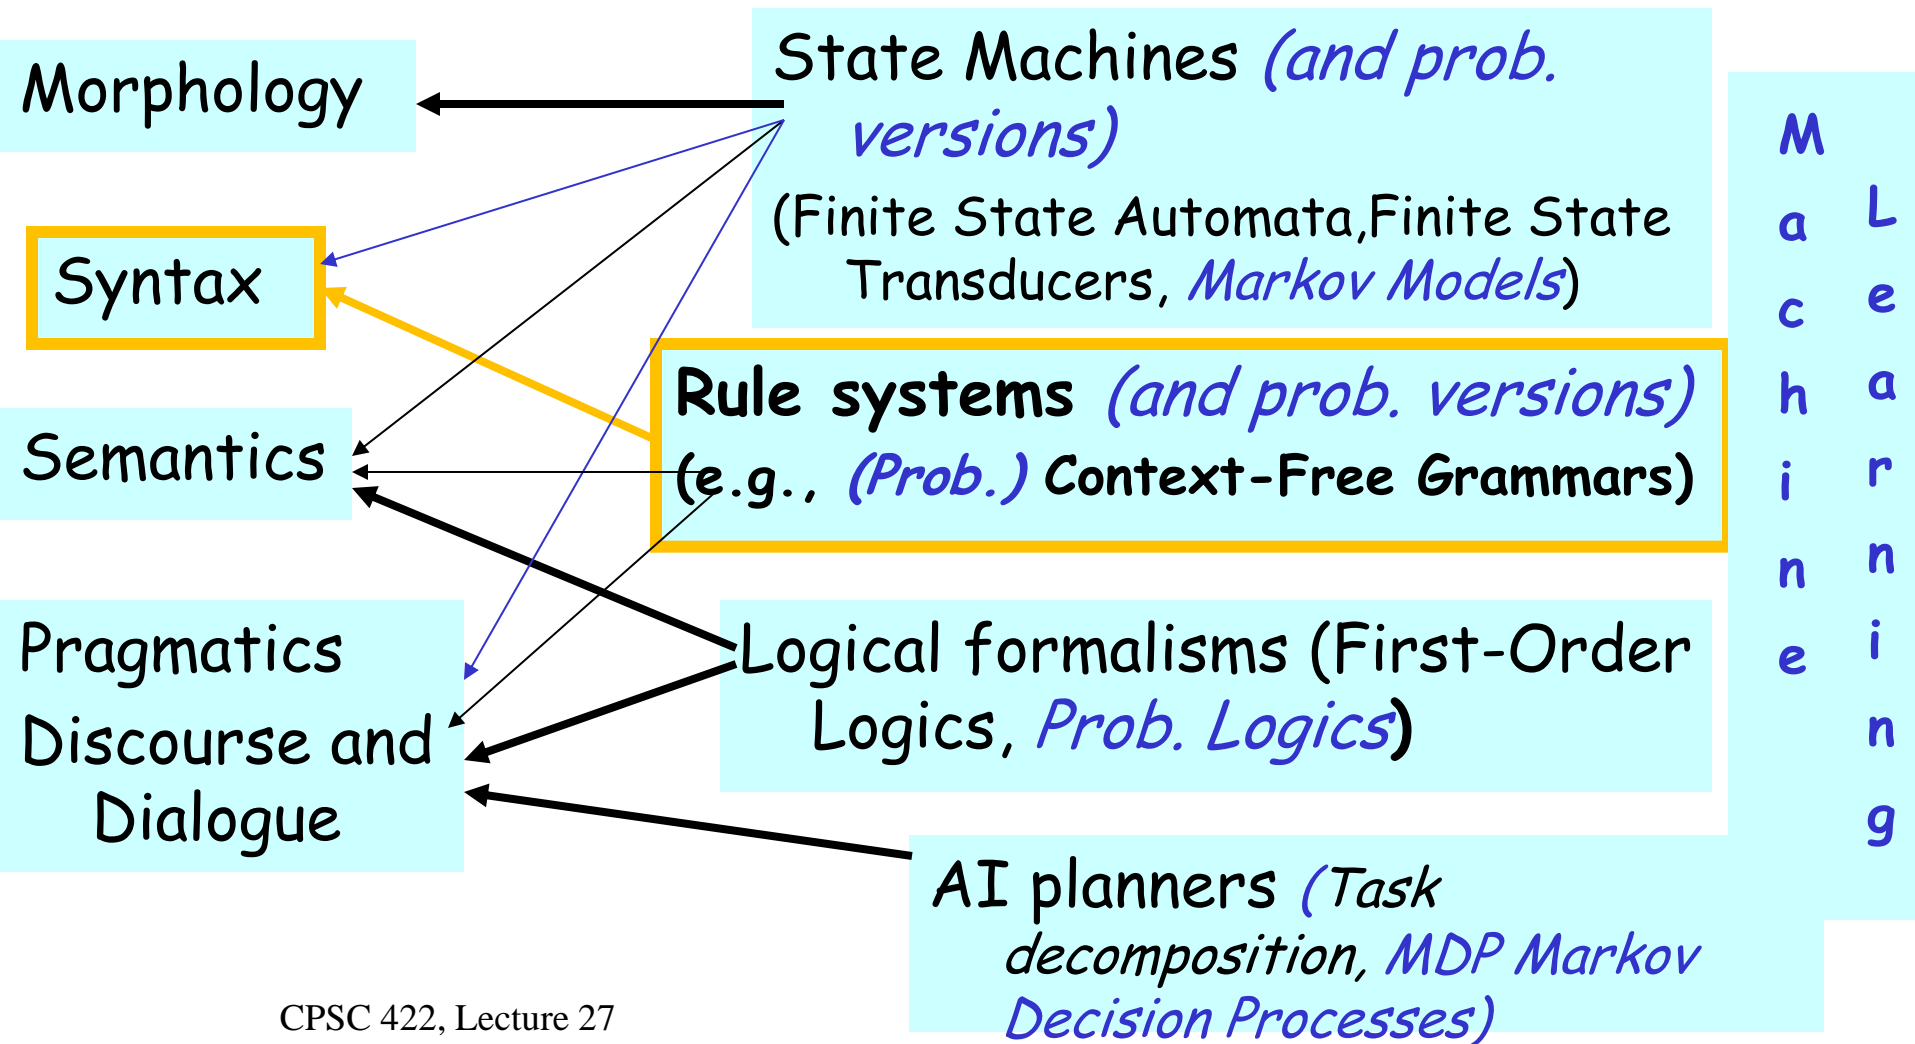 Morphology
Syntax
Semantics
Pragmatics
Discourse and
Dialogue
State Machines (and prob.
versions)
(Finite State Automata,Finite State
Transducers, Markov Models)
Rule systems (and prob. versions)
(e.g., (Prob.) Context-Free Grammars)
Logical formalisms (First-Order
Logics, Prob. Logics)
AI planners (Task
decomposition, MDP Markov
Decision Processes)
Machine
Learning
CPSC 422, Lecture 27